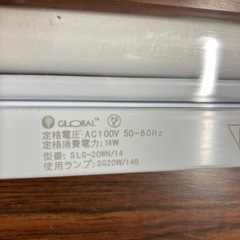 GLOBAL™
定格電圧:AC100V 50-60Hz
定格消費電力:14W
型番: SLG-20WN/14
使用ランプ:SG20W/14B